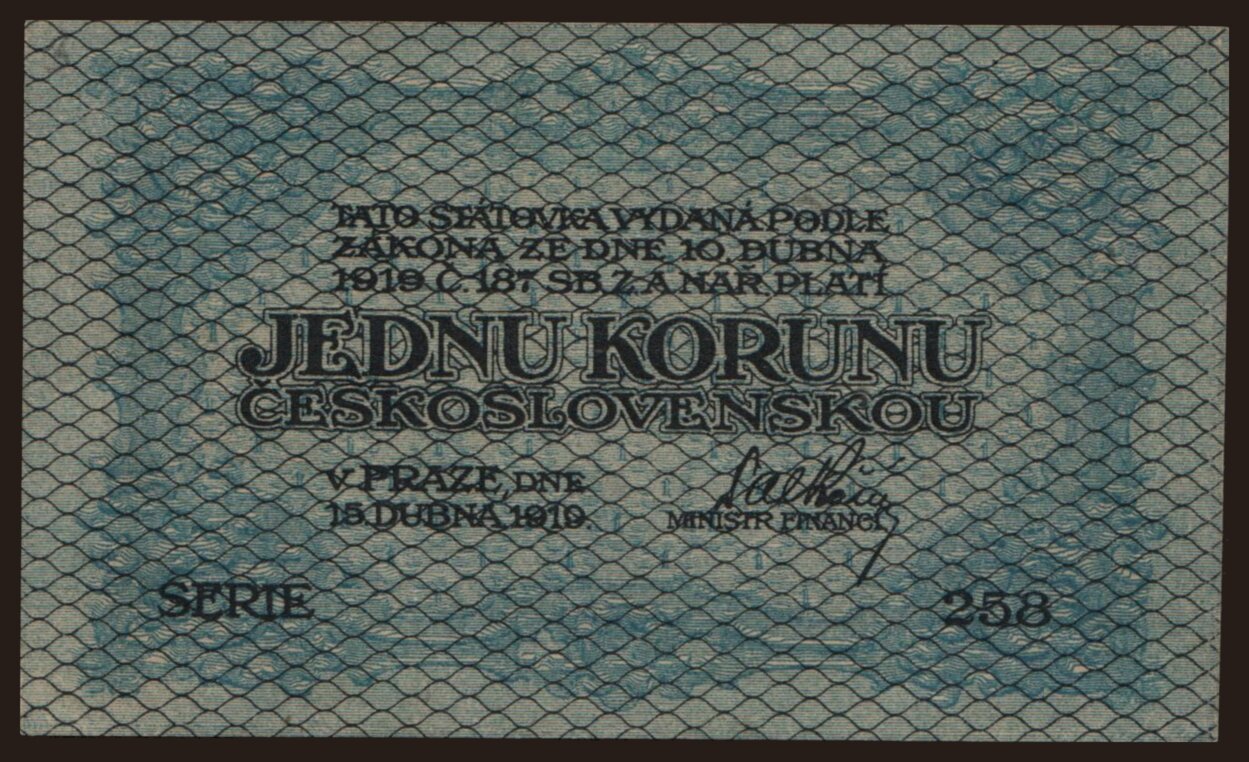 TATO STÁTOVKA VYDANÁ PODLE
ZÁKONA ZE DNE 10. DUBNA
1919 Č. 187 SB. Z. A NAŘ. PLATÍ
JEDNU KORUNU
ČESKOSLOVENSKOU
V PRAZE, DNE
15. DUBNA 1919.
MINISTR FINANCÍ
SERIE 258